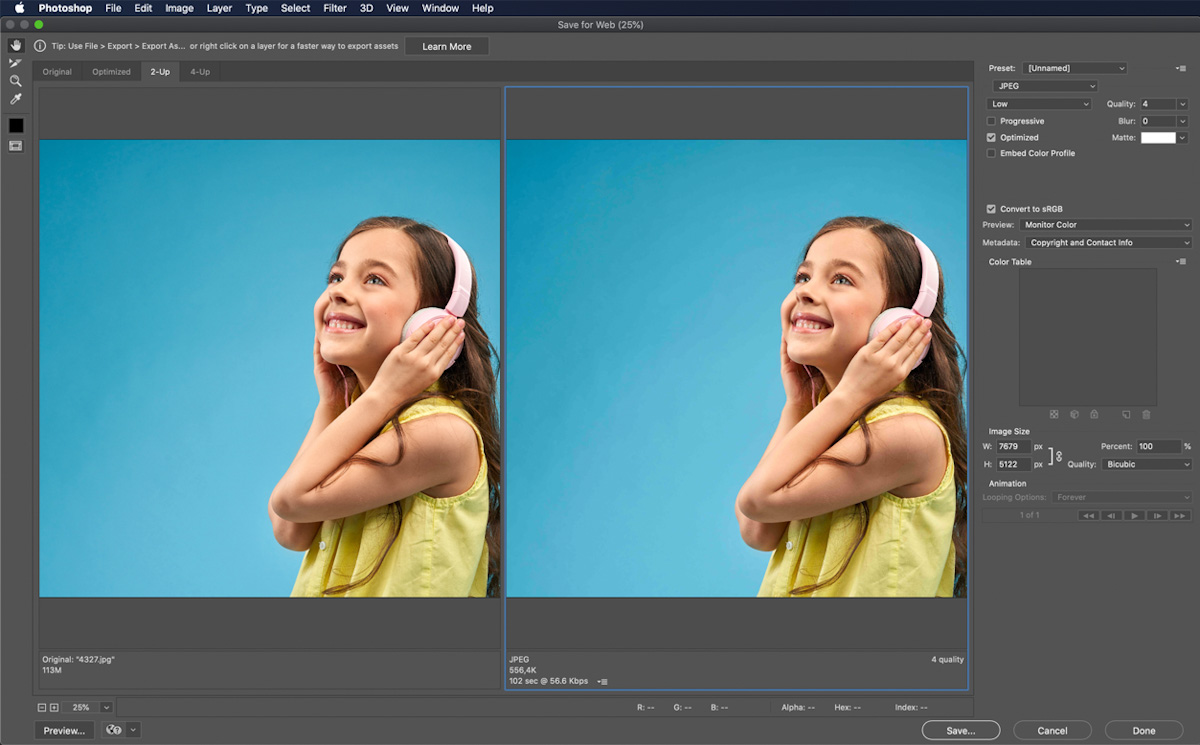 Photoshop File Edit Image Layer Type Select Filter 3D View Window Help
Save for Web (25%)
Tip: Use File > Export > Export As... or right click on a layer for a faster way to export assets Learn More
Original Optimized 2-Up 4-Up
Preset: [Unnamed]
JPEG
Low Quality: 4
Progressive Blur: 0
Optimized Matte:
Embed Color Profile
Convert to sRGB
Preview: Monitor Color
Metadata: Copyright and Contact Info
Color Table
Image Size
W: 7679 px Percent: 100 %
H: 5122 px Quality: Bicubic
Animation
Looping Options: Forever
1 of 1
Original: "4327.jpg"
113M
JPEG 4 quality
556,4K
102 sec @ 56.6 Kbps
25% R: -- G: -- B: -- Alpha: -- Hex: -- Index: --
Preview... Save... Cancel Done